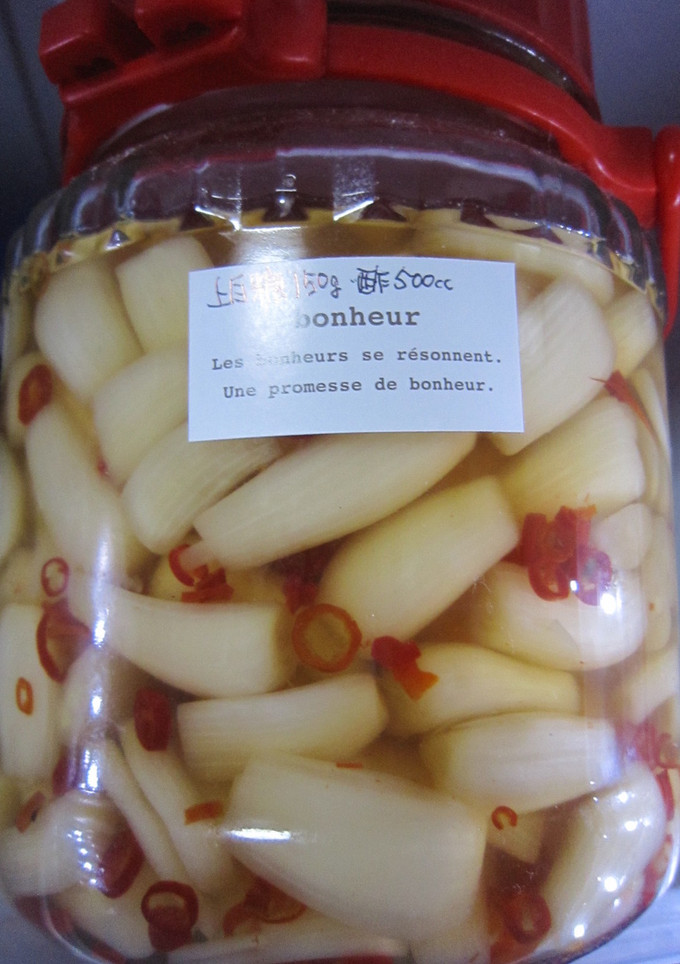 上白糖150g 酢500cc
bonheur
Les bonheurs se résonnent.
Une promesse de bonheur.